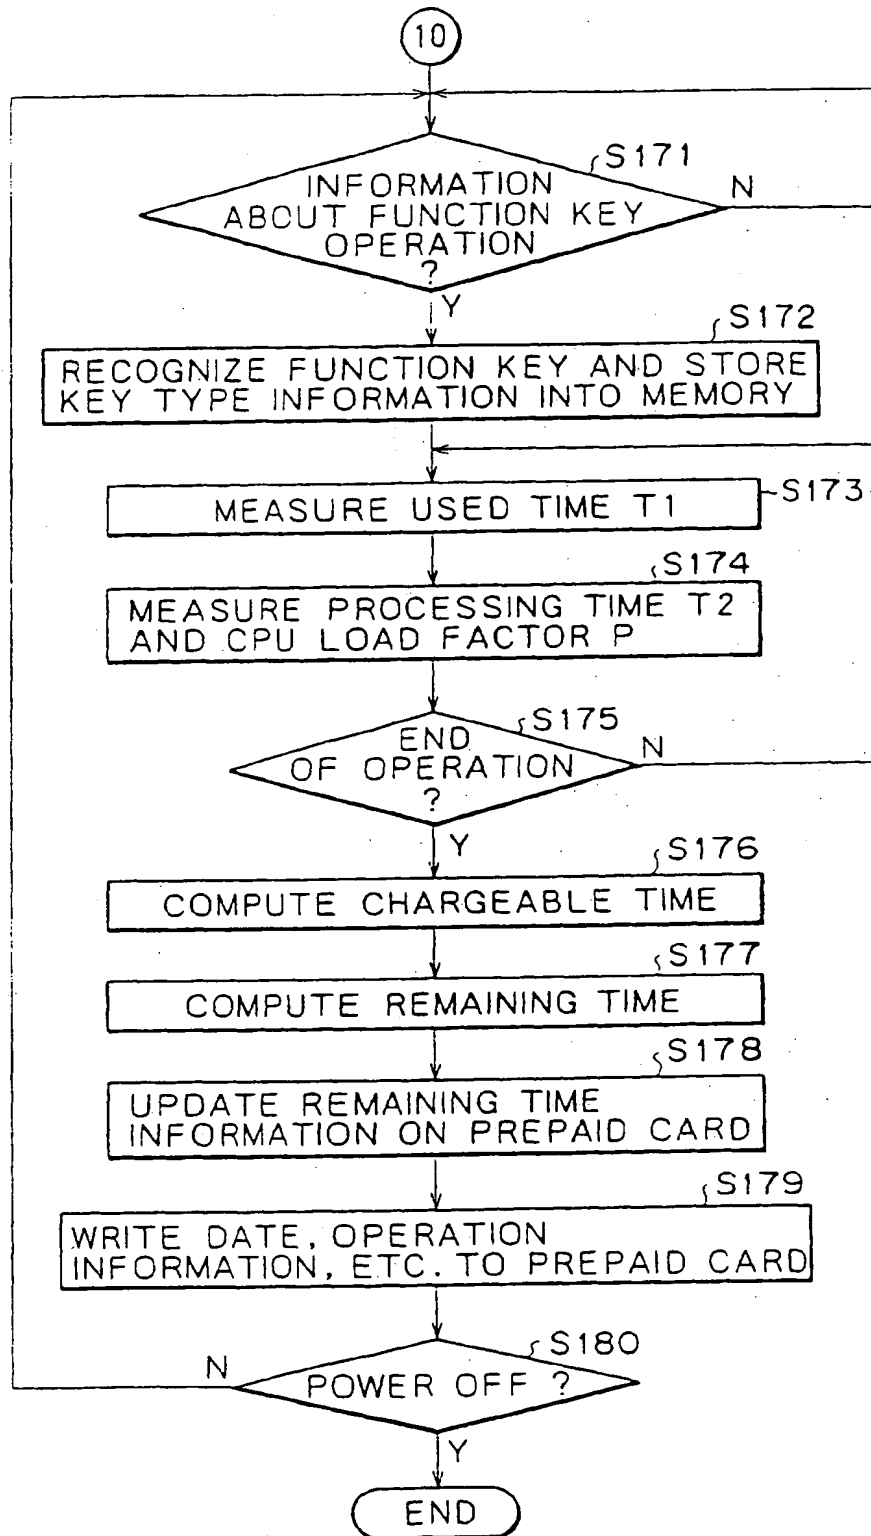 10
S171
INFORMATION
ABOUT FUNCTION KEY
OPERATION
?
N
Y
S172
RECOGNIZE FUNCTION KEY AND STORE
KEY TYPE INFORMATION INTO MEMORY
MEASURE USED TIME T1
S173
S174
MEASURE PROCESSING TIME T2
AND CPU LOAD FACTOR P
S175
END
OF OPERATION
?
N
Y
S176
COMPUTE CHARGEABLE TIME
S177
COMPUTE REMAINING TIME
S178
UPDATE REMAINING TIME
INFORMATION ON PREPAID CARD
S179
WRITE DATE, OPERATION
INFORMATION, ETC. TO PREPAID CARD
S180
N
POWER OFF ?
Y
END